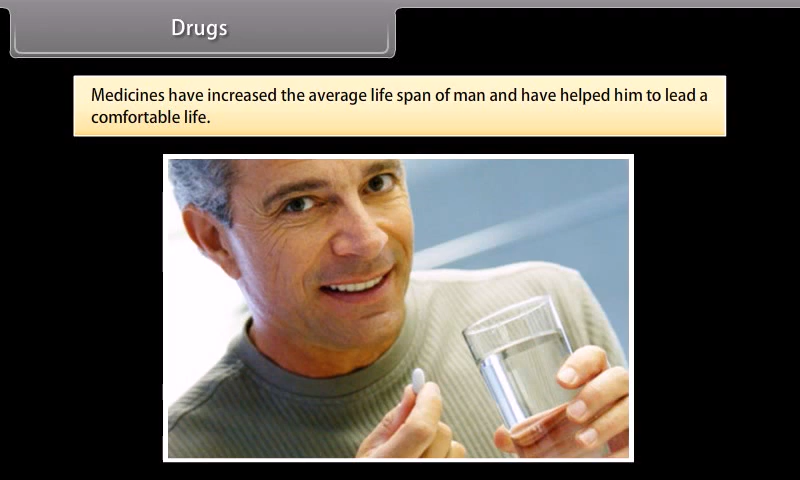 Drugs
Medicines have increased the average life span of man and have helped him to lead a
comfortable life.